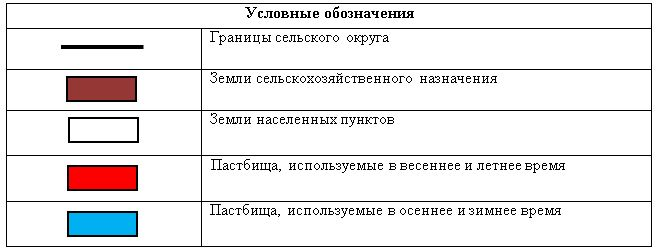 Условные обозначения
Границы сельского округа
Земли сельскохозяйственного назначения
Земли населенных пунктов
Пастбища, используемые в весеннее и летнее время
Пастбища, используемые в осеннее и зимнее время